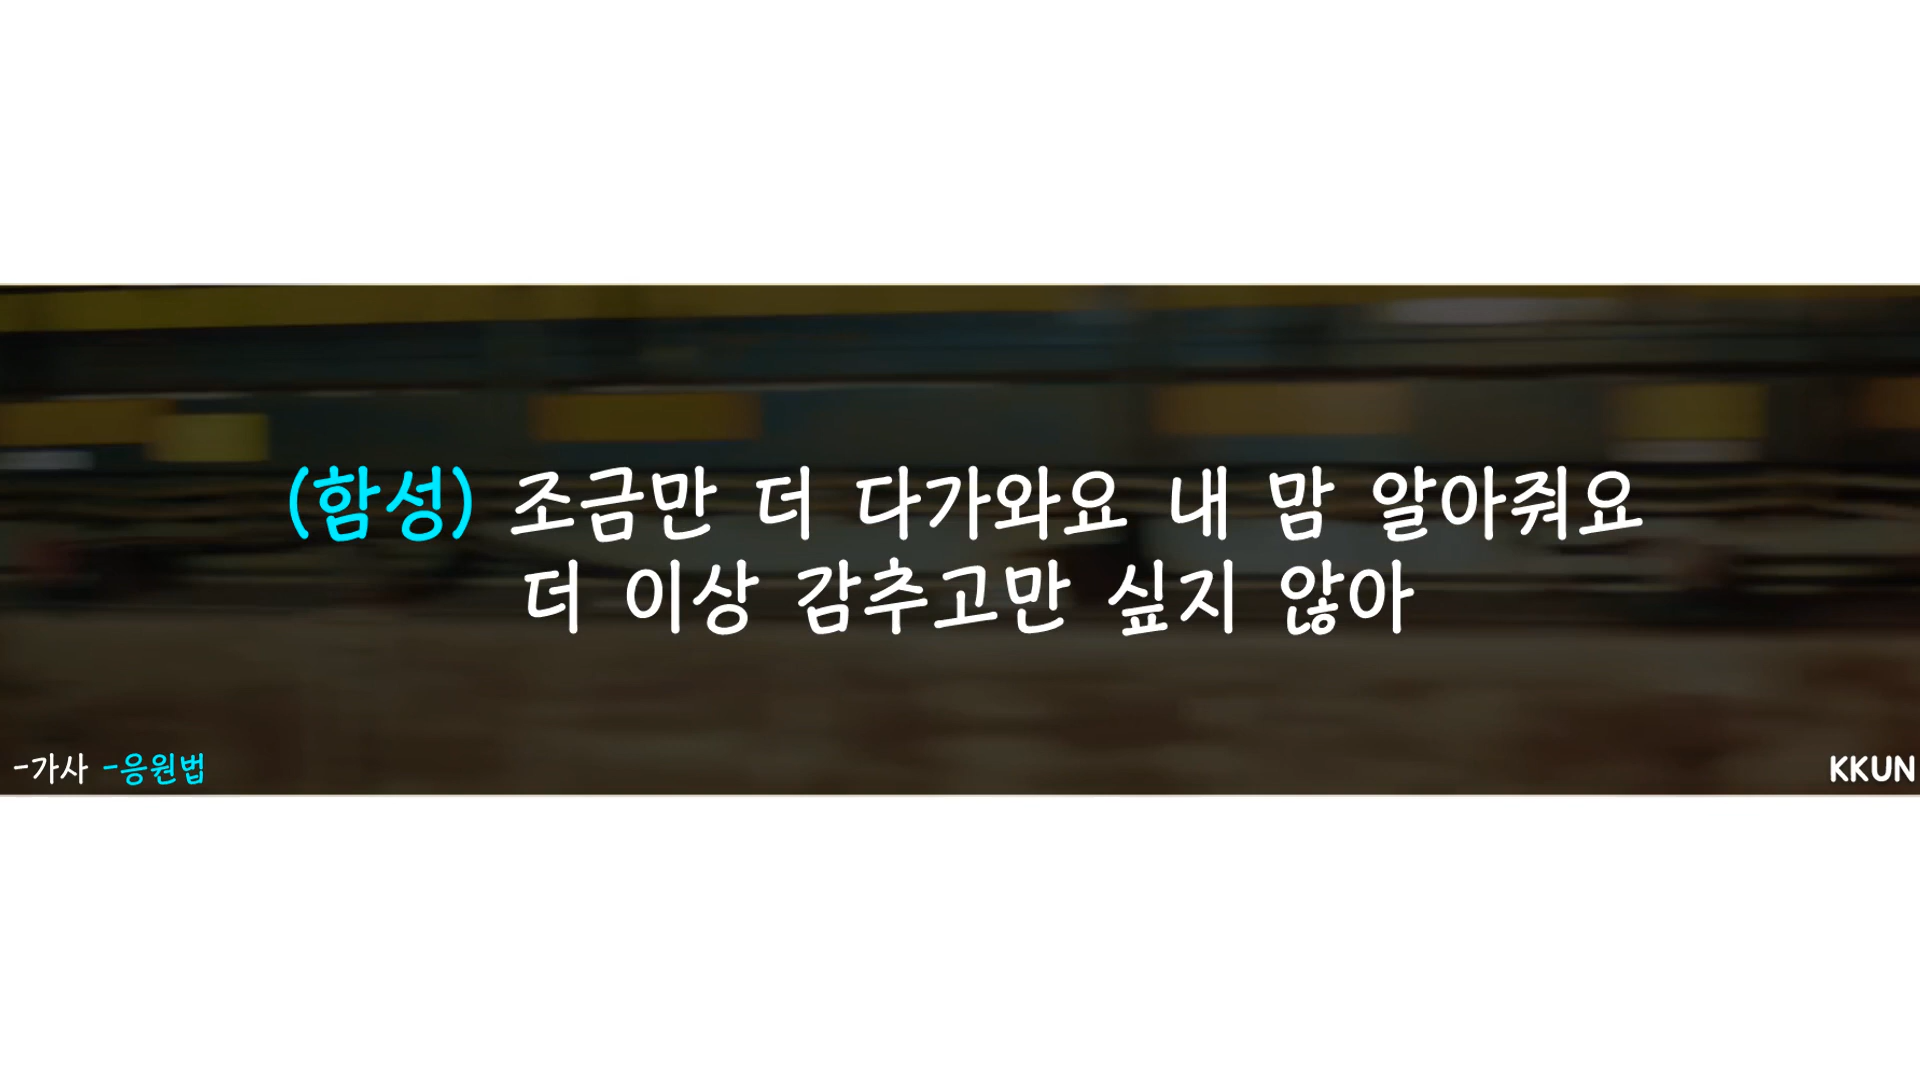 (함성) 조금만 더 다가와요 내 맘 알아줘요
더 이상 감추고만 싶지 않아
-가사 -응원법
KKUN